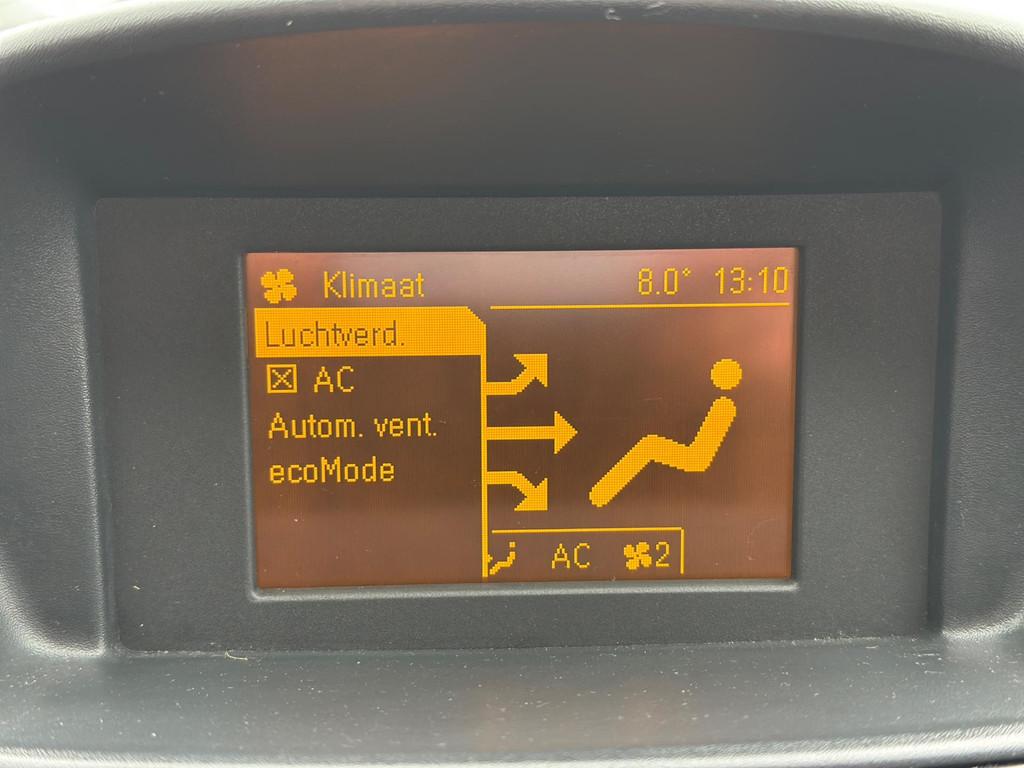 Klimaat 8.0° 13:10
Luchtverd.
AC
Autom. vent.
ecoMode
AC 2